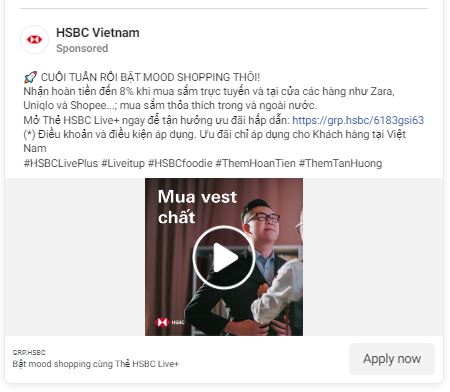 HSBC Vietnam
Sponsored
🚀 CUỐI TUẦN RỒI BẬT MOOD SHOPPING THÔI!
Nhận hoàn tiền đến 8% khi mua sắm trực tuyến và tại cửa các hàng như Zara,
Uniqlo và Shopee...; mua sắm thỏa thích trong và ngoài nước.
Mở Thẻ HSBC Live+ ngay để tận hưởng ưu đãi hấp dẫn: https://grp.hsbc/6183gsi63
(*) Điều khoản và điều kiện áp dụng. Ưu đãi chỉ áp dụng cho Khách hàng tại Việt
Nam
#HSBCLivePlus #Liveitup #HSBCfoodie #ThemHoanTien #ThemTanHuong
Mua vest
chất
HSBC
GRP.HSBC
Bật mood shopping cùng Thẻ HSBC Live+
Apply now